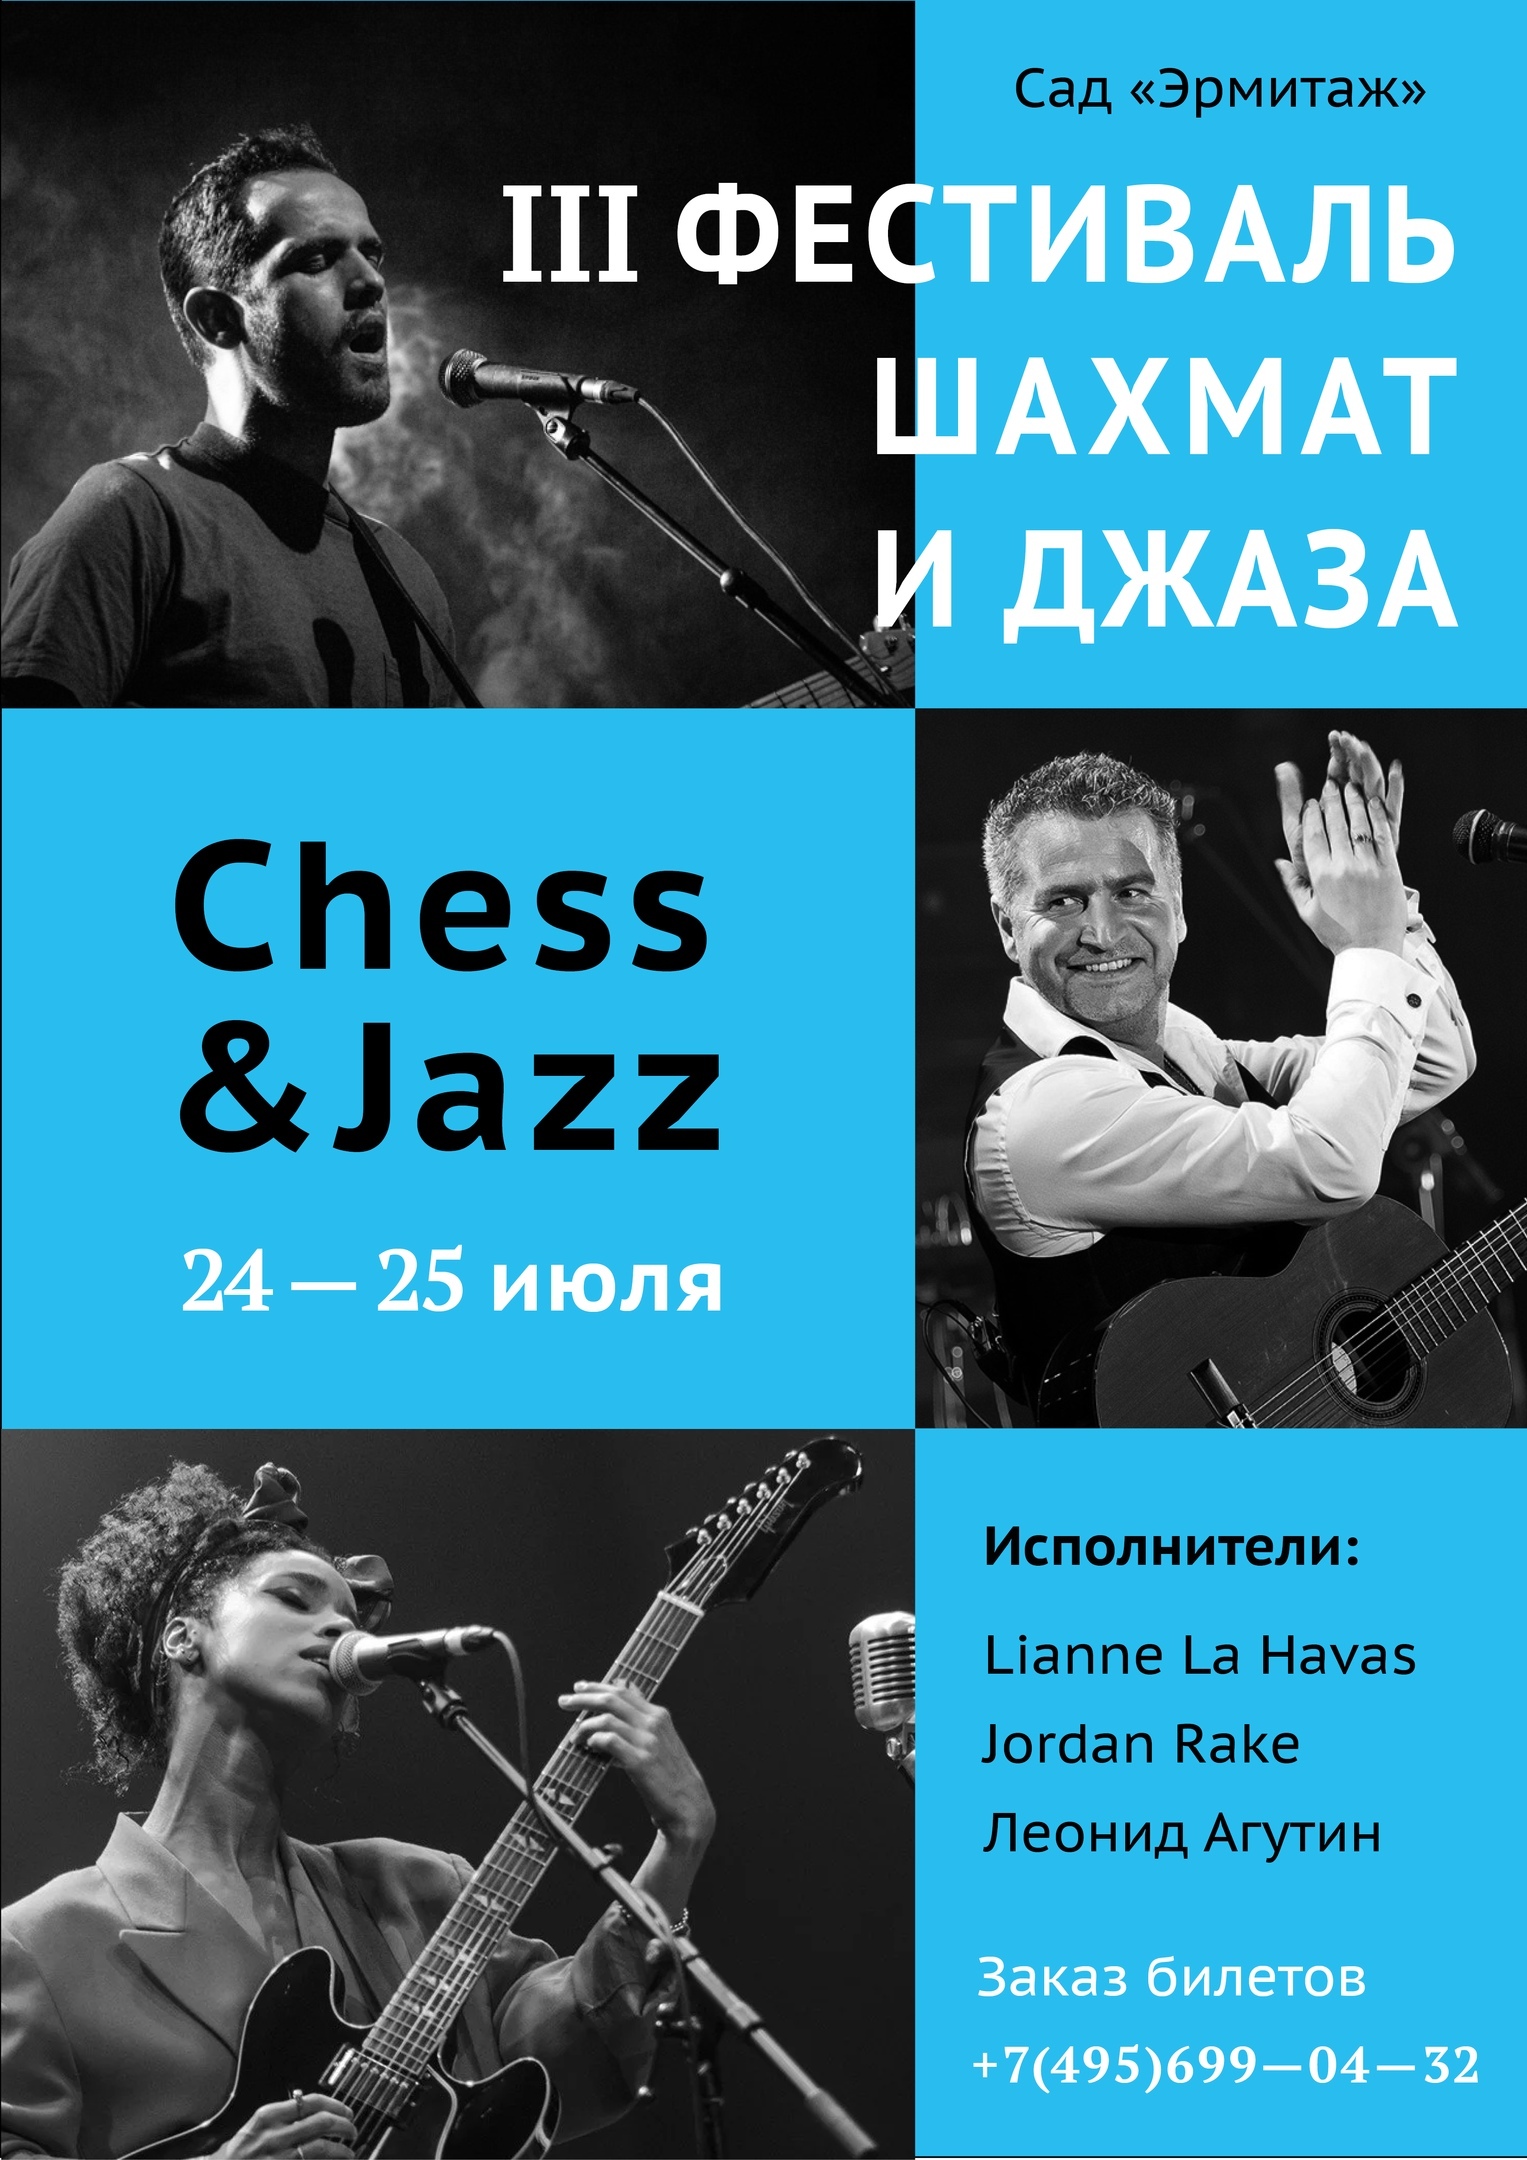 Сад «Эрмитаж»
III ФЕСТИВАЛЬ
ШАХМАТ
И ДЖАЗА
Chess
&Jazz
24 — 25 июля
Исполнители:
Lianne La Havas
Jordan Rake
Леонид Агутин
Заказ билетов
+7(495)699—04—32